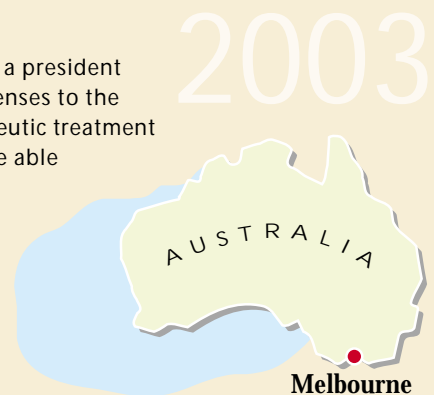 2003
a president
enses to the
eutic treatment
e able
AUSTRALIA
Melbourne